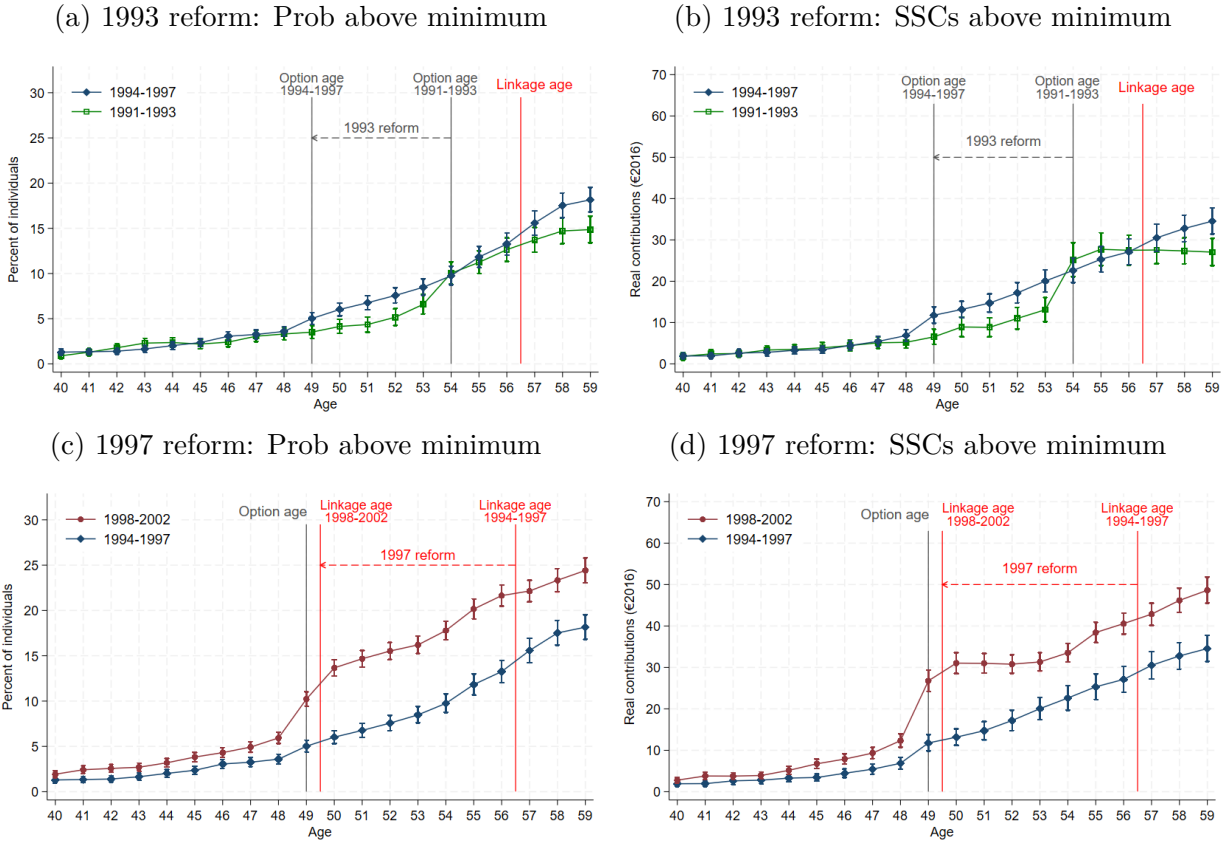 (a) 1993 reform: Prob above minimum
Percent of individuals
30
25
20
15
10
5
0
1994-1997
1991-1993
Option age
1994-1997
Option age
1991-1993
Linkage age
1993 reform
40 41 42 43 44 45 46 47 48 49 50 51 52 53 54 55 56 57 58 59
Age
(b) 1993 reform: SSCs above minimum
Real contributions (€2016)
70
60
50
40
30
20
10
0
1994-1997
1991-1993
Option age
1994-1997
Option age
1991-1993
Linkage age
1993 reform
40 41 42 43 44 45 46 47 48 49 50 51 52 53 54 55 56 57 58 59
Age
(c) 1997 reform: Prob above minimum
Percent of individuals
30
25
20
15
10
5
0
1998-2002
1994-1997
Option age
Linkage age
1998-2002
Linkage age
1994-1997
1997 reform
40 41 42 43 44 45 46 47 48 49 50 51 52 53 54 55 56 57 58 59
Age
(d) 1997 reform: SSCs above minimum
Real contributions (€2016)
70
60
50
40
30
20
10
0
1998-2002
1994-1997
Option age
Linkage age
1998-2002
Linkage age
1994-1997
1997 reform
40 41 42 43 44 45 46 47 48 49 50 51 52 53 54 55 56 57 58 59
Age